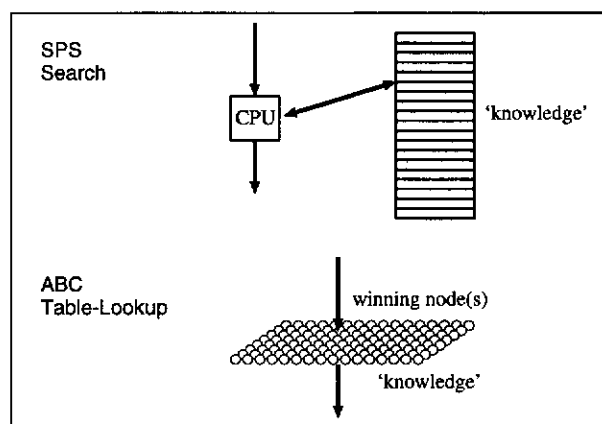 SPS
Search
CPU
'knowledge'
ABC
Table-Lookup
winning node(s)
'knowledge'